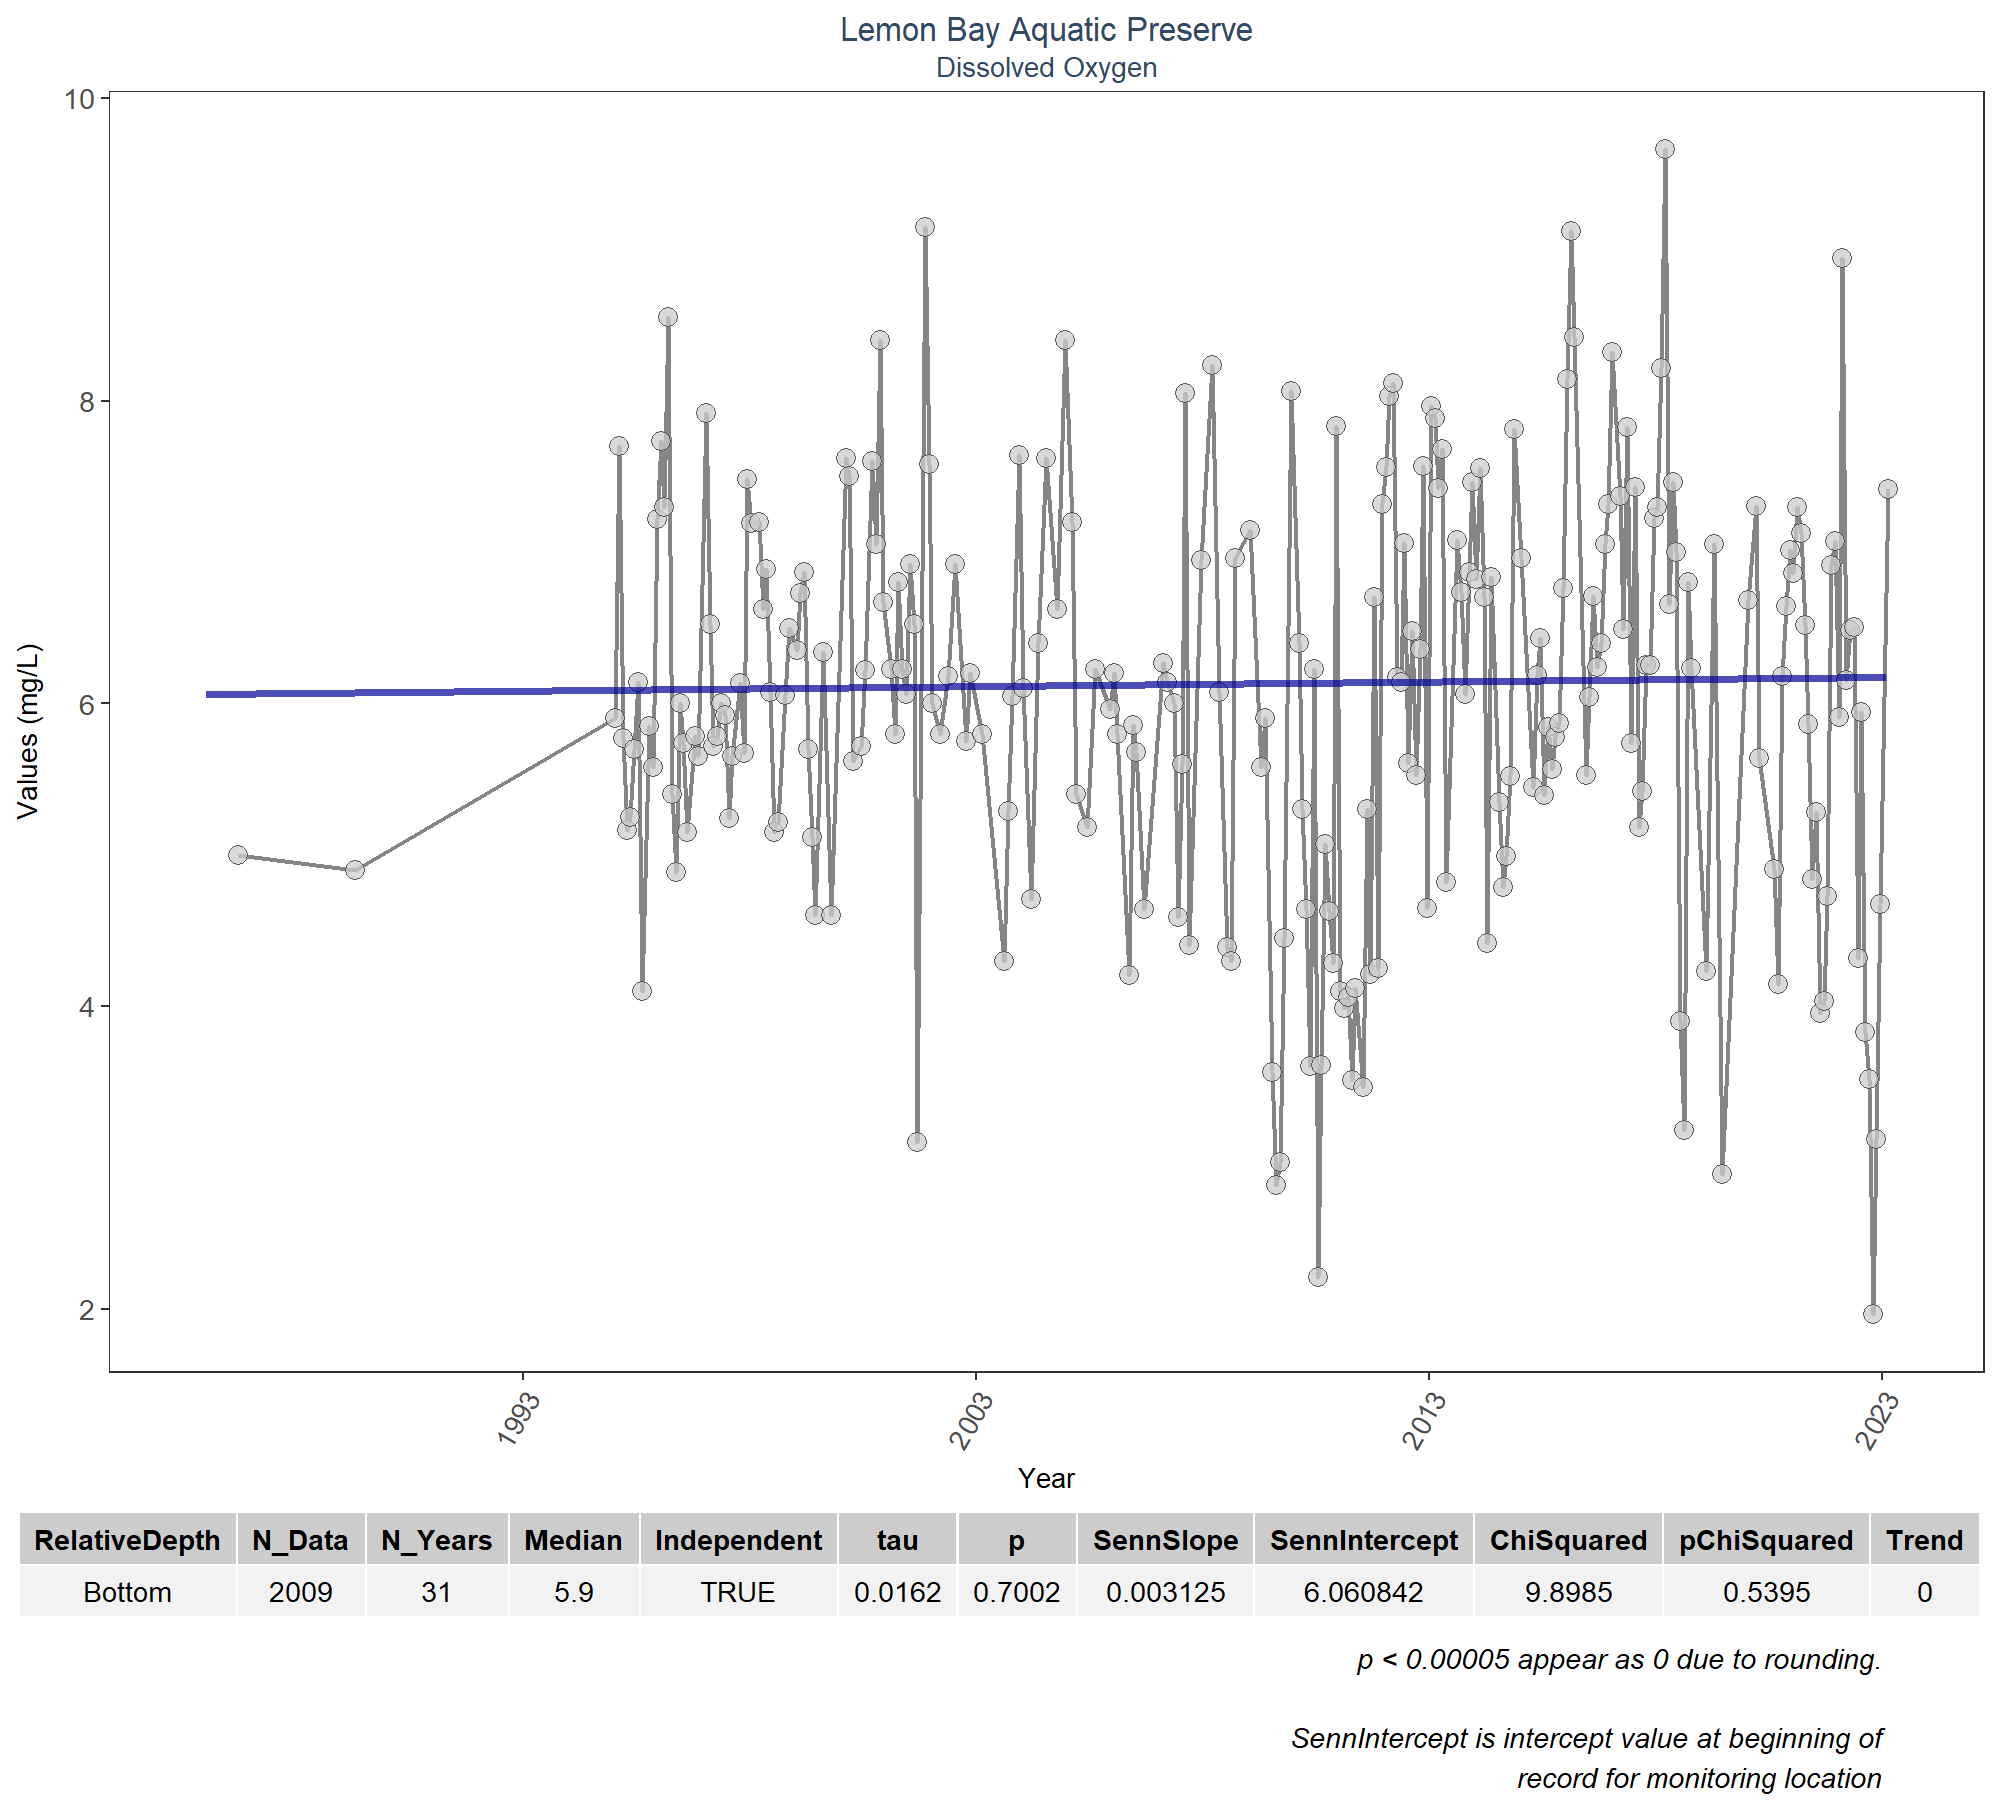 Lemon Bay Aquatic Preserve
Dissolved Oxygen
10
8
6
4
2
Values (mg/L)
1993
2003
2013
2023
Year
RelativeDepth N_Data N_Years Median Independent tau p SennSlope SennIntercept ChiSquared pChiSquared Trend
Bottom 2009 31 5.9 TRUE 0.0162 0.7002 0.003125 6.060842 9.8985 0.5395 0
p < 0.00005 appear as 0 due to rounding.
SennIntercept is intercept value at beginning of
record for monitoring location